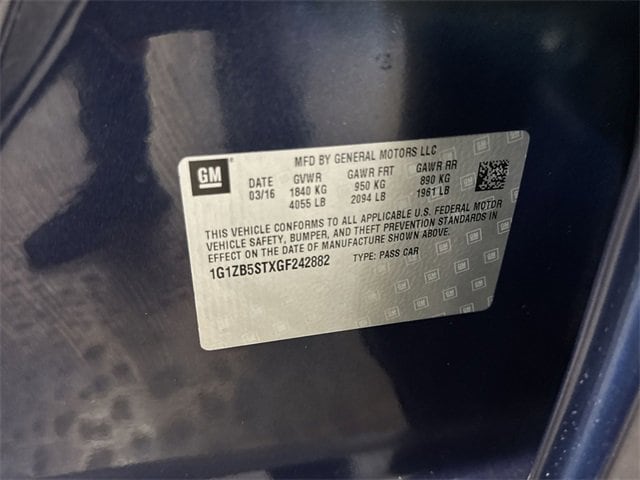 GM
MFD BY GENERAL MOTORS LLC
DATE GVWR GAWR FRT GAWR RR
03/16 1840 KG 950 KG 890 KG
4055 LB 2094 LB 1961 LB
THIS VEHICLE CONFORMS TO ALL APPLICABLE U.S. FEDERAL MOTOR
VEHICLE SAFETY, BUMPER, AND THEFT PREVENTION STANDARDS IN
EFFECT ON THE DATE OF MANUFACTURE SHOWN ABOVE.
1G1ZB5STXGF242882 TYPE: PASS CAR